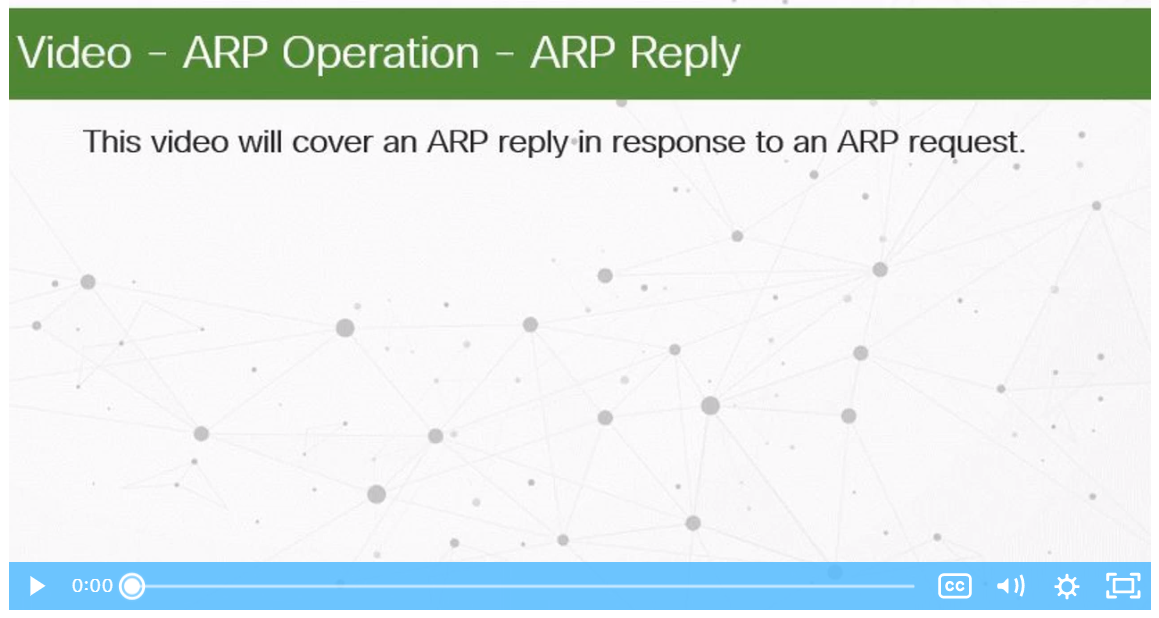 Video - ARP Operation - ARP Reply
This video will cover an ARP reply in response to an ARP request.
0:00
CC